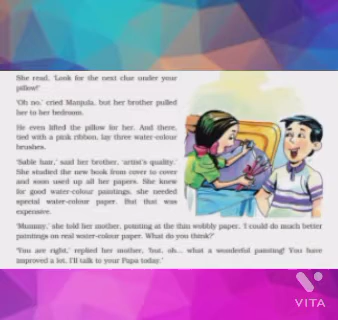 She read, 'Look for the next clue under your
pillow!'
'Oh no,' cried Manjula, but her brother pulled
her to her bedroom.
He even lifted the pillow for her. And there,
tied with a pink ribbon, lay three water-colour
brushes.
'Sable hair,' said her brother, 'artist's quality.'
She studied the new book from cover to cover
and soon used up all her papers. She knew
for good water-colour paintings, she needed
special water-colour paper. But that was
expensive.
'Mummy,' she told her mother, pointing at the thin wobbly paper. 'I could do much better
paintings on real water-colour paper. What do you think?'
'You are right,' replied her mother, 'but, oh... what a wonderful painting! You have
improved a lot. I'll talk to your Papa today.'
VITA